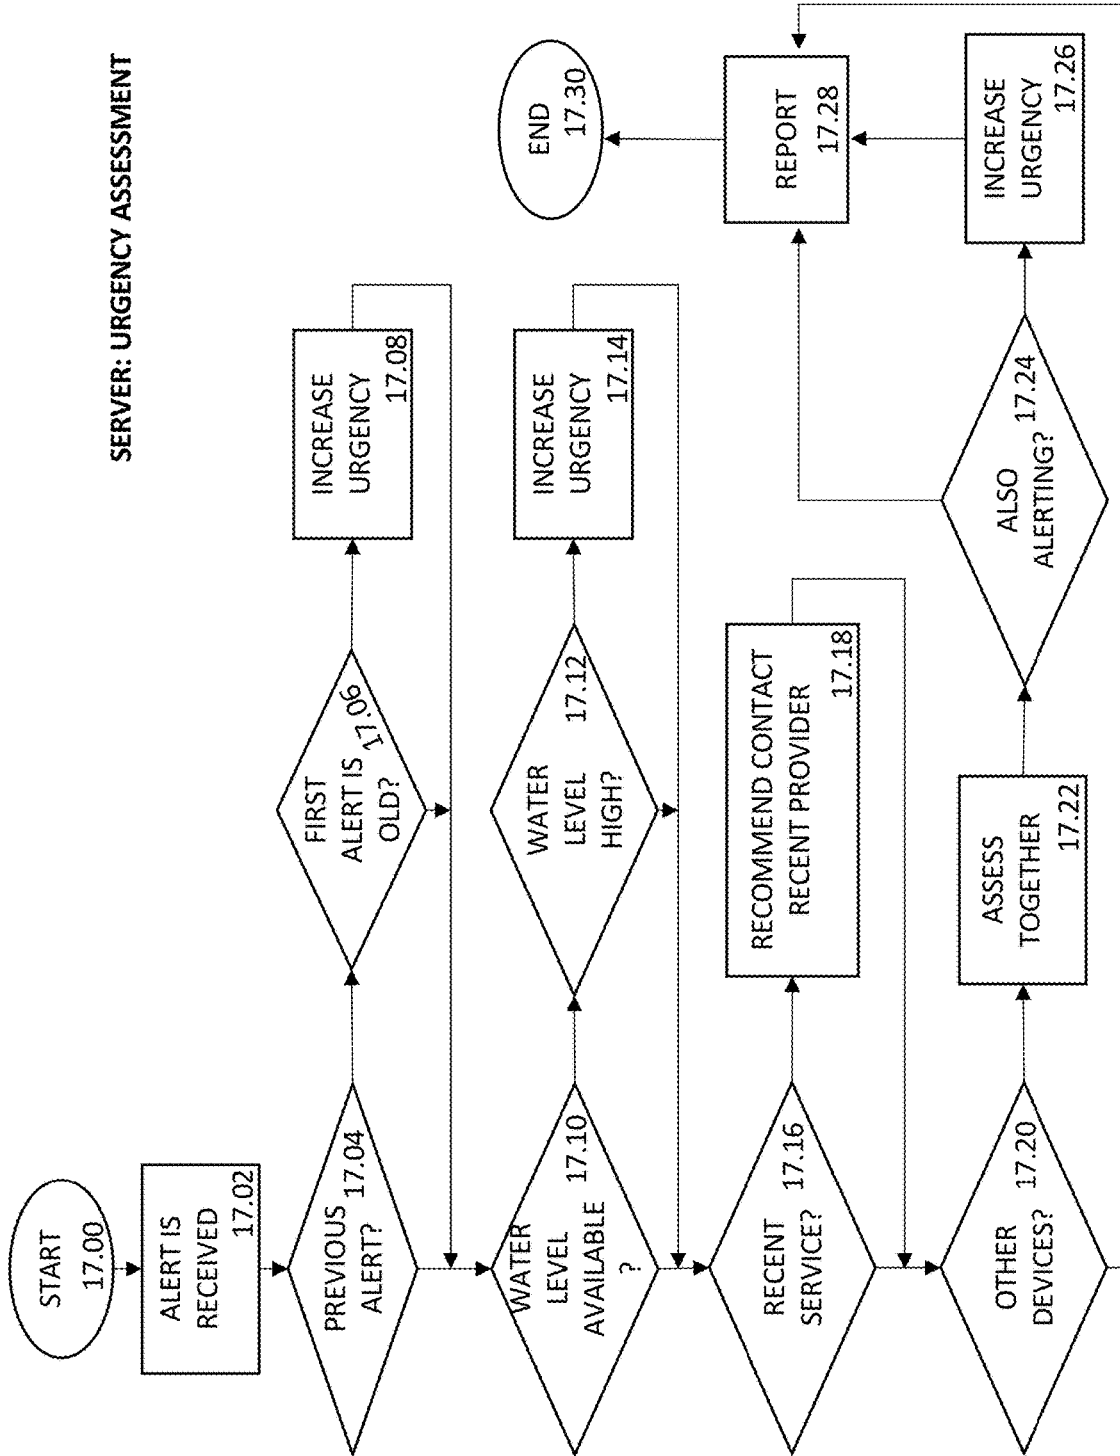 SERVER: URGENCY ASSESSMENT
START
17.00
ALERT IS
RECEIVED
17.02
PREVIOUS
ALERT?
17.04
FIRST
ALERT IS
OLD?
17.06
INCREASE
URGENCY
17.08
WATER
LEVEL
AVAILABLE
?
17.10
WATER
LEVEL
HIGH?
17.12
INCREASE
URGENCY
17.14
RECENT
SERVICE?
17.16
RECOMMEND CONTACT
RECENT PROVIDER
17.18
OTHER
DEVICES?
17.20
ASSESS
TOGETHER
17.22
ALSO
ALERTING?
17.24
INCREASE
URGENCY
17.26
REPORT
17.28
END
17.30